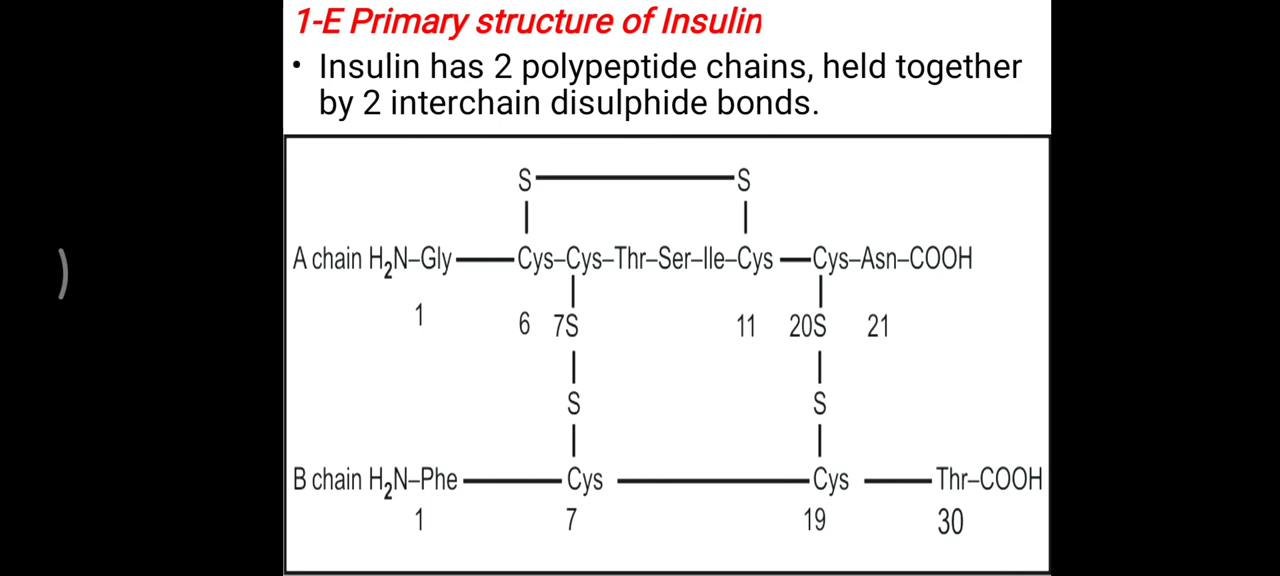 1-E Primary structure of Insulin
• Insulin has 2 polypeptide chains, held together
by 2 interchain disulphide bonds.
S S
A chain H₂N–Gly Cys–Cys–Thr–Ser–Ile–Cys Cys–Asn–COOH
1 6 7S 11 20S 21
S S
B chain H₂N–Phe Cys Cys Thr–COOH
1 7 19 30